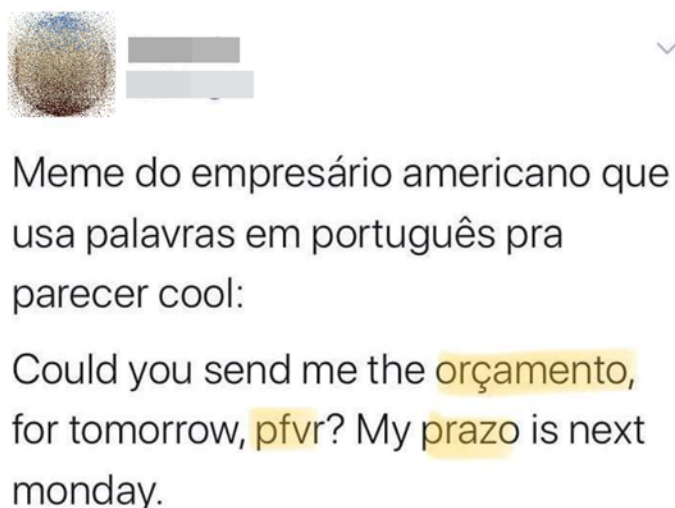 Meme do empresário americano que
usa palavras em português pra
parecer cool:
Could you send me the orçamento,
for tomorrow, pfvr? My prazo is next
monday.